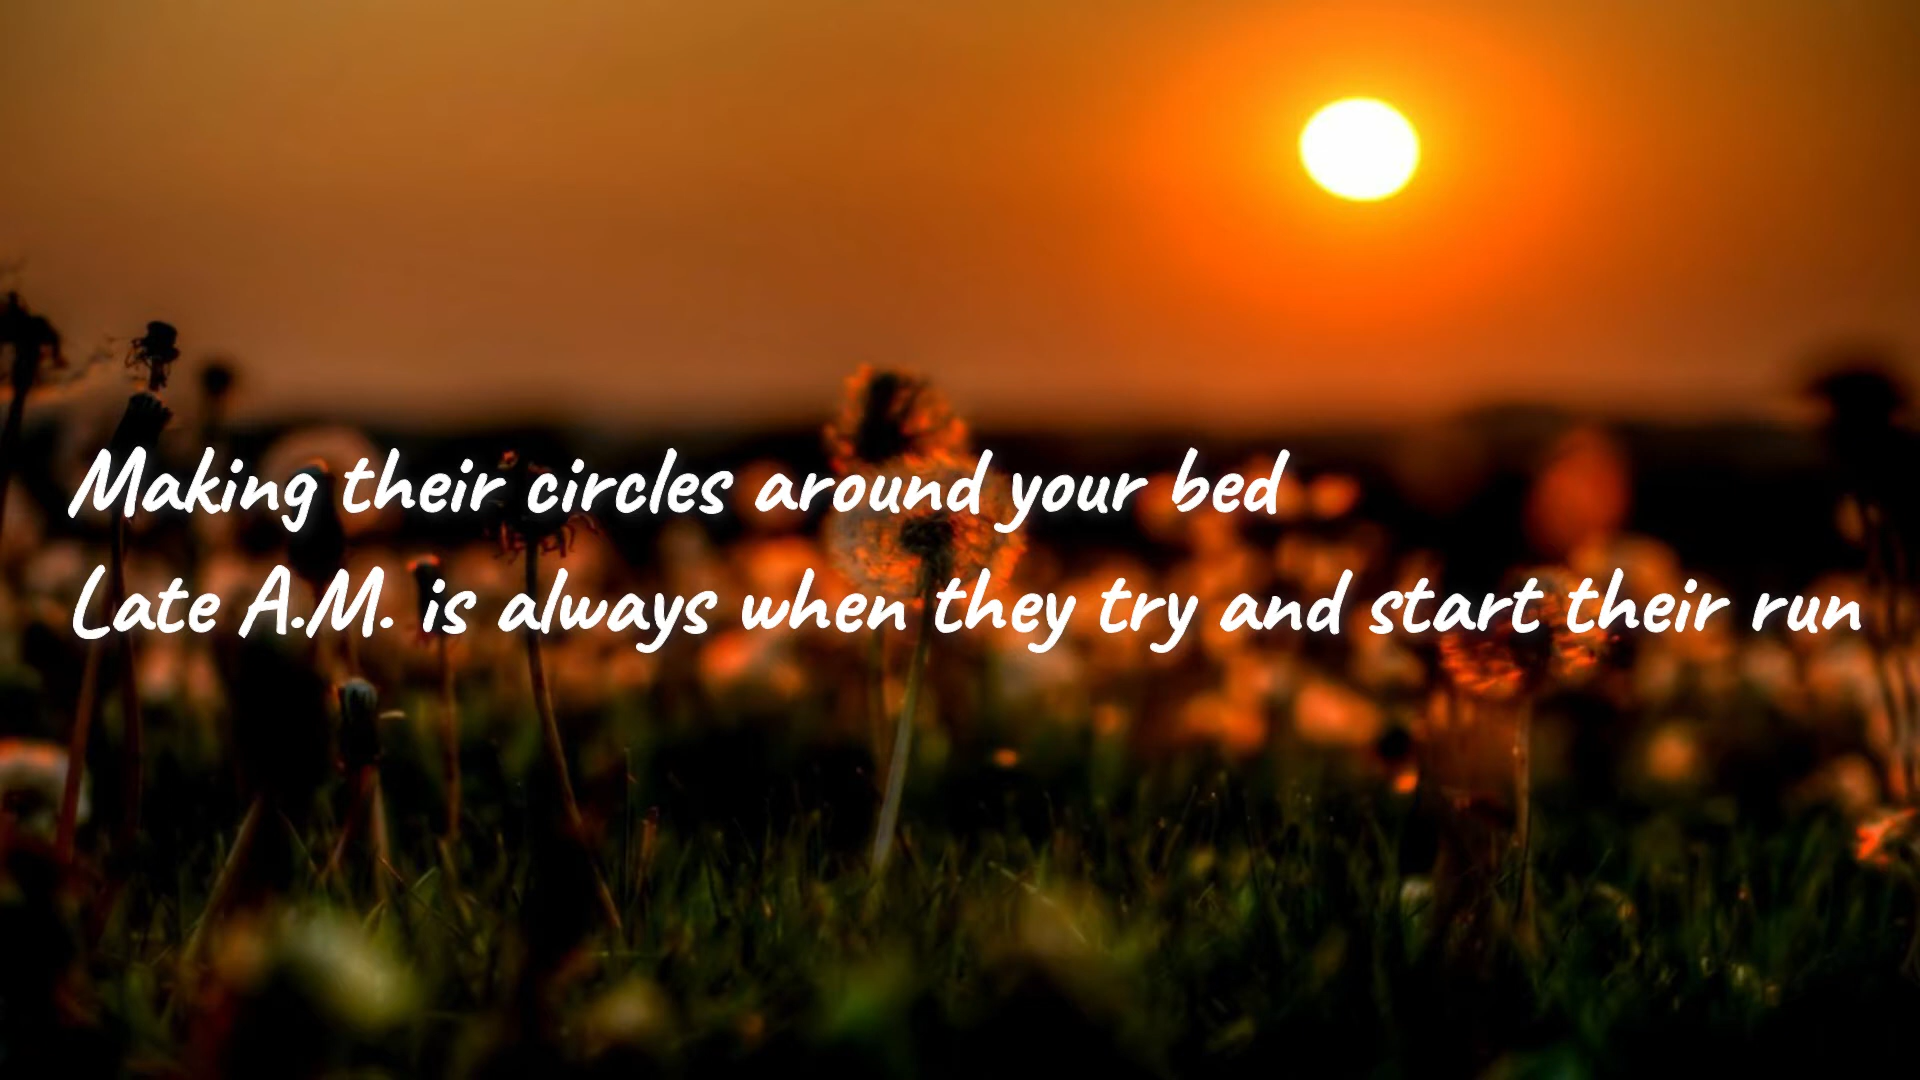 Making their circles around your bed
Late A.M. is always when they try and start their run